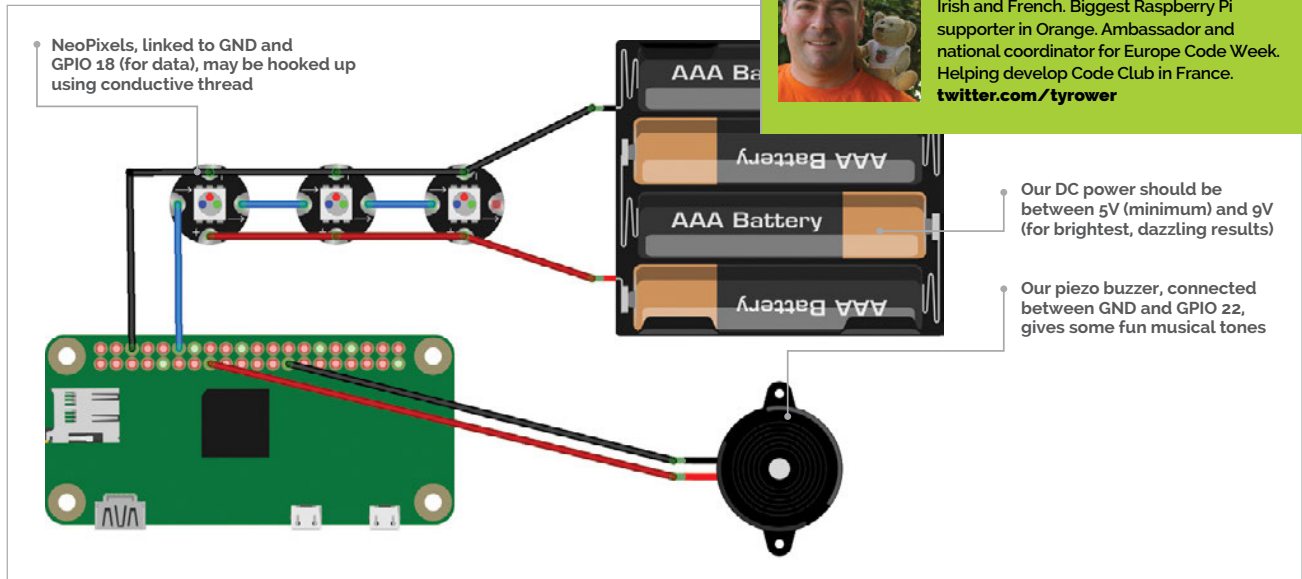 Irish and French. Biggest Raspberry Pi
supporter in Orange. Ambassador and
national coordinator for Europe Code Week.
Helping develop Code Club in France.
twitter.com/tyrower
NeoPixels, linked to GND and
GPIO 18 (for data), may be hooked up
using conductive thread
AAA Ba
AAA Battery
AAA Battery
AAA Battery
Our DC power should be
between 5V (minimum) and 9V
(for brightest, dazzling results)
Our piezo buzzer, connected
between GND and GPIO 22,
gives some fun musical tones